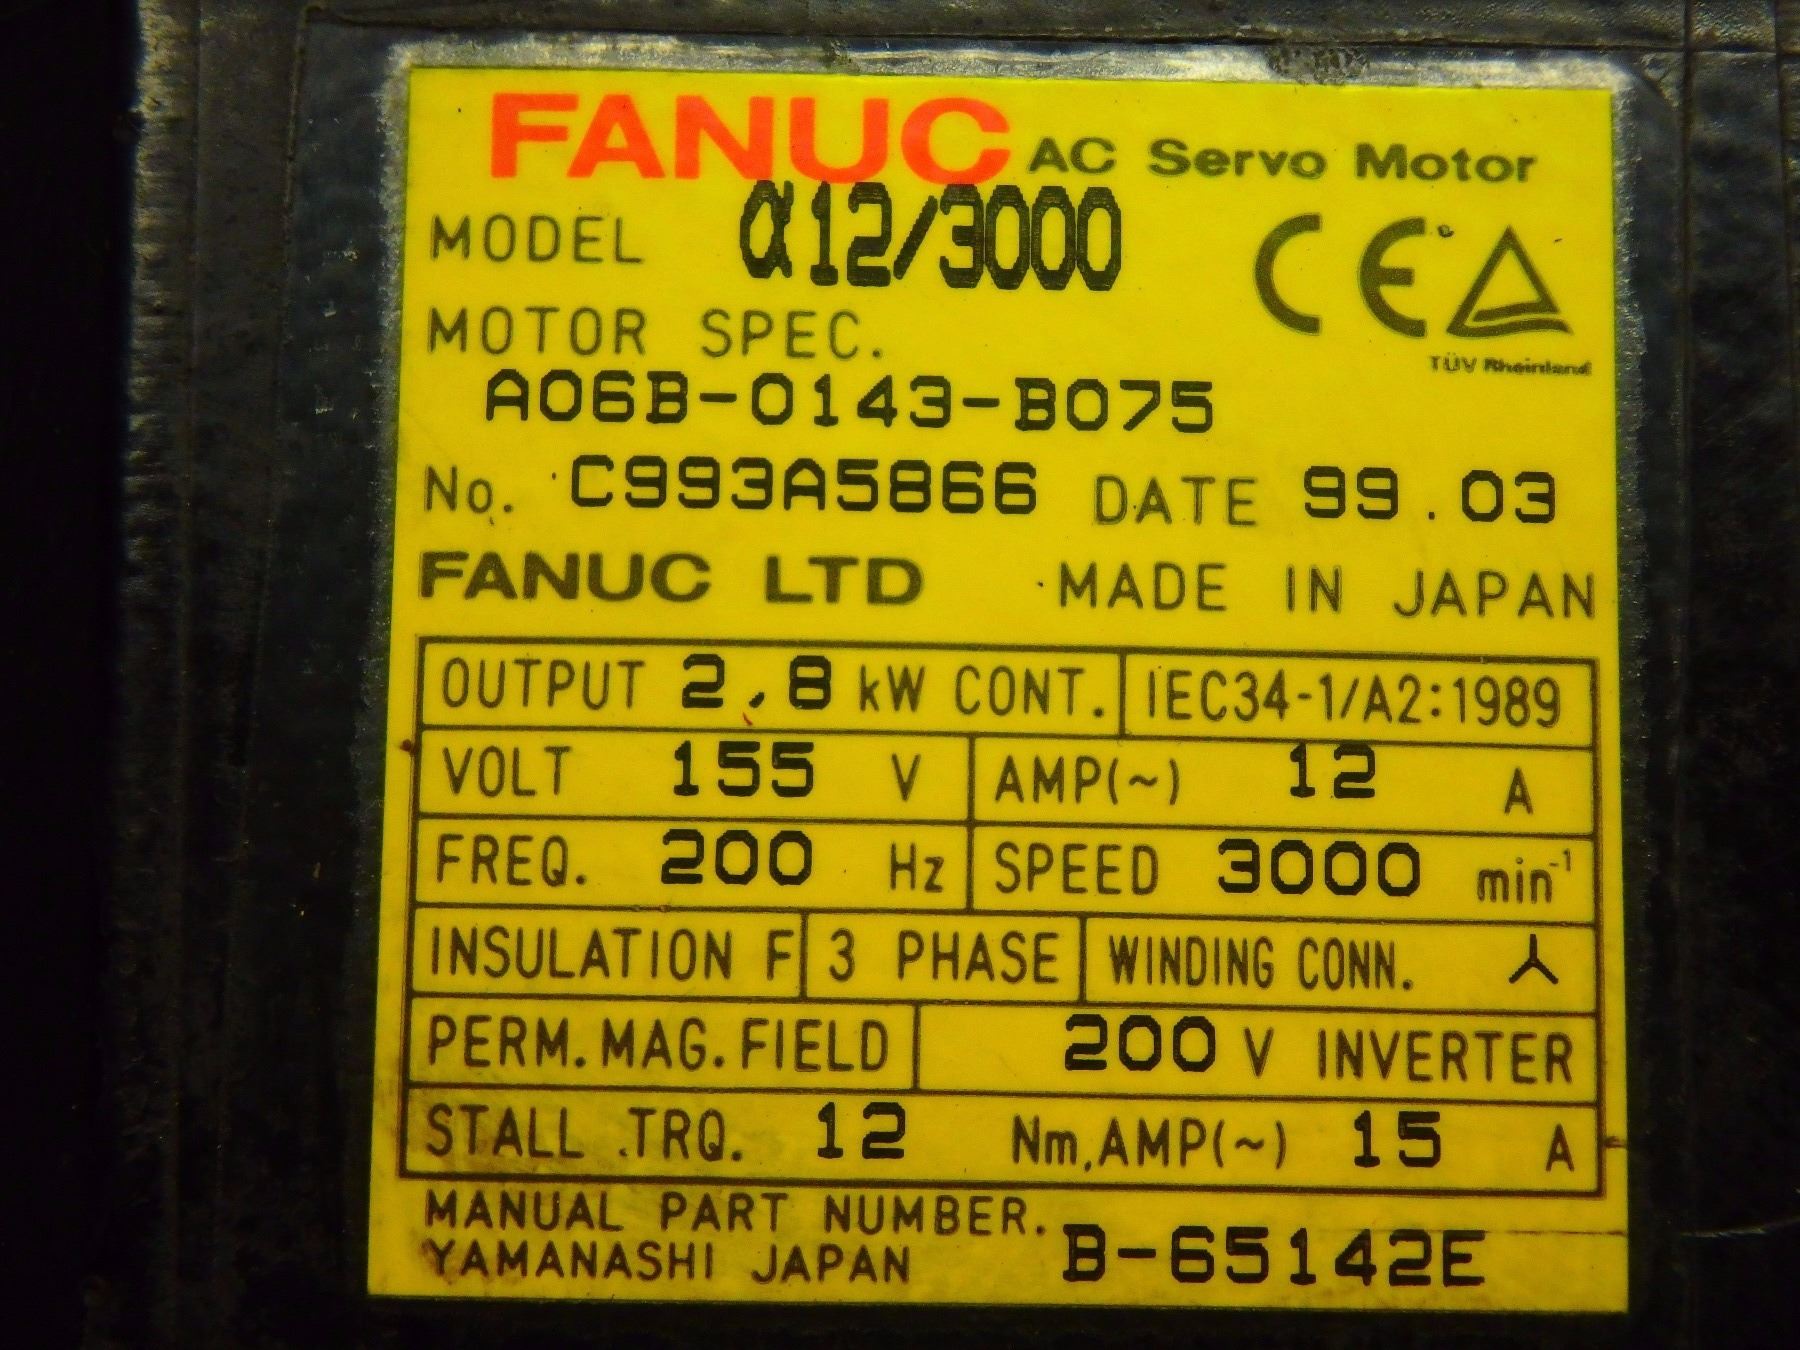 FANUC AC Servo Motor
MODEL α12/3000
CE
TÜV Rheinland
MOTOR SPEC.
A06B-0143-B075
No. C993A5866 DATE 99.03
FANUC LTD MADE IN JAPAN
OUTPUT 2.8 kW CONT. IEC34-1/A2:1989
VOLT 155 V AMP(~) 12 A
FREQ. 200 Hz SPEED 3000 min⁻¹
INSULATION F 3 PHASE WINDING CONN.
PERM.MAG.FIELD 200 V INVERTER
STALL TRQ. 12 Nm,AMP(~) 15 A
MANUAL PART NUMBER.
YAMANASHI JAPAN B-65142E